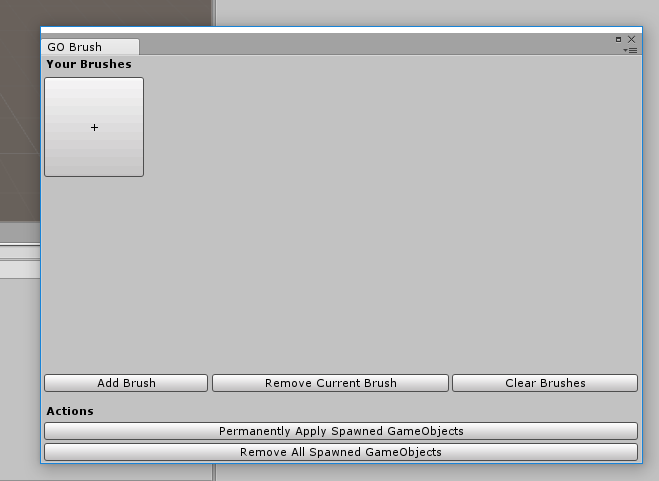 GO Brush
Your Brushes
+
Add Brush
Remove Current Brush
Clear Brushes
Actions
Permanently Apply Spawned GameObjects
Remove All Spawned GameObjects